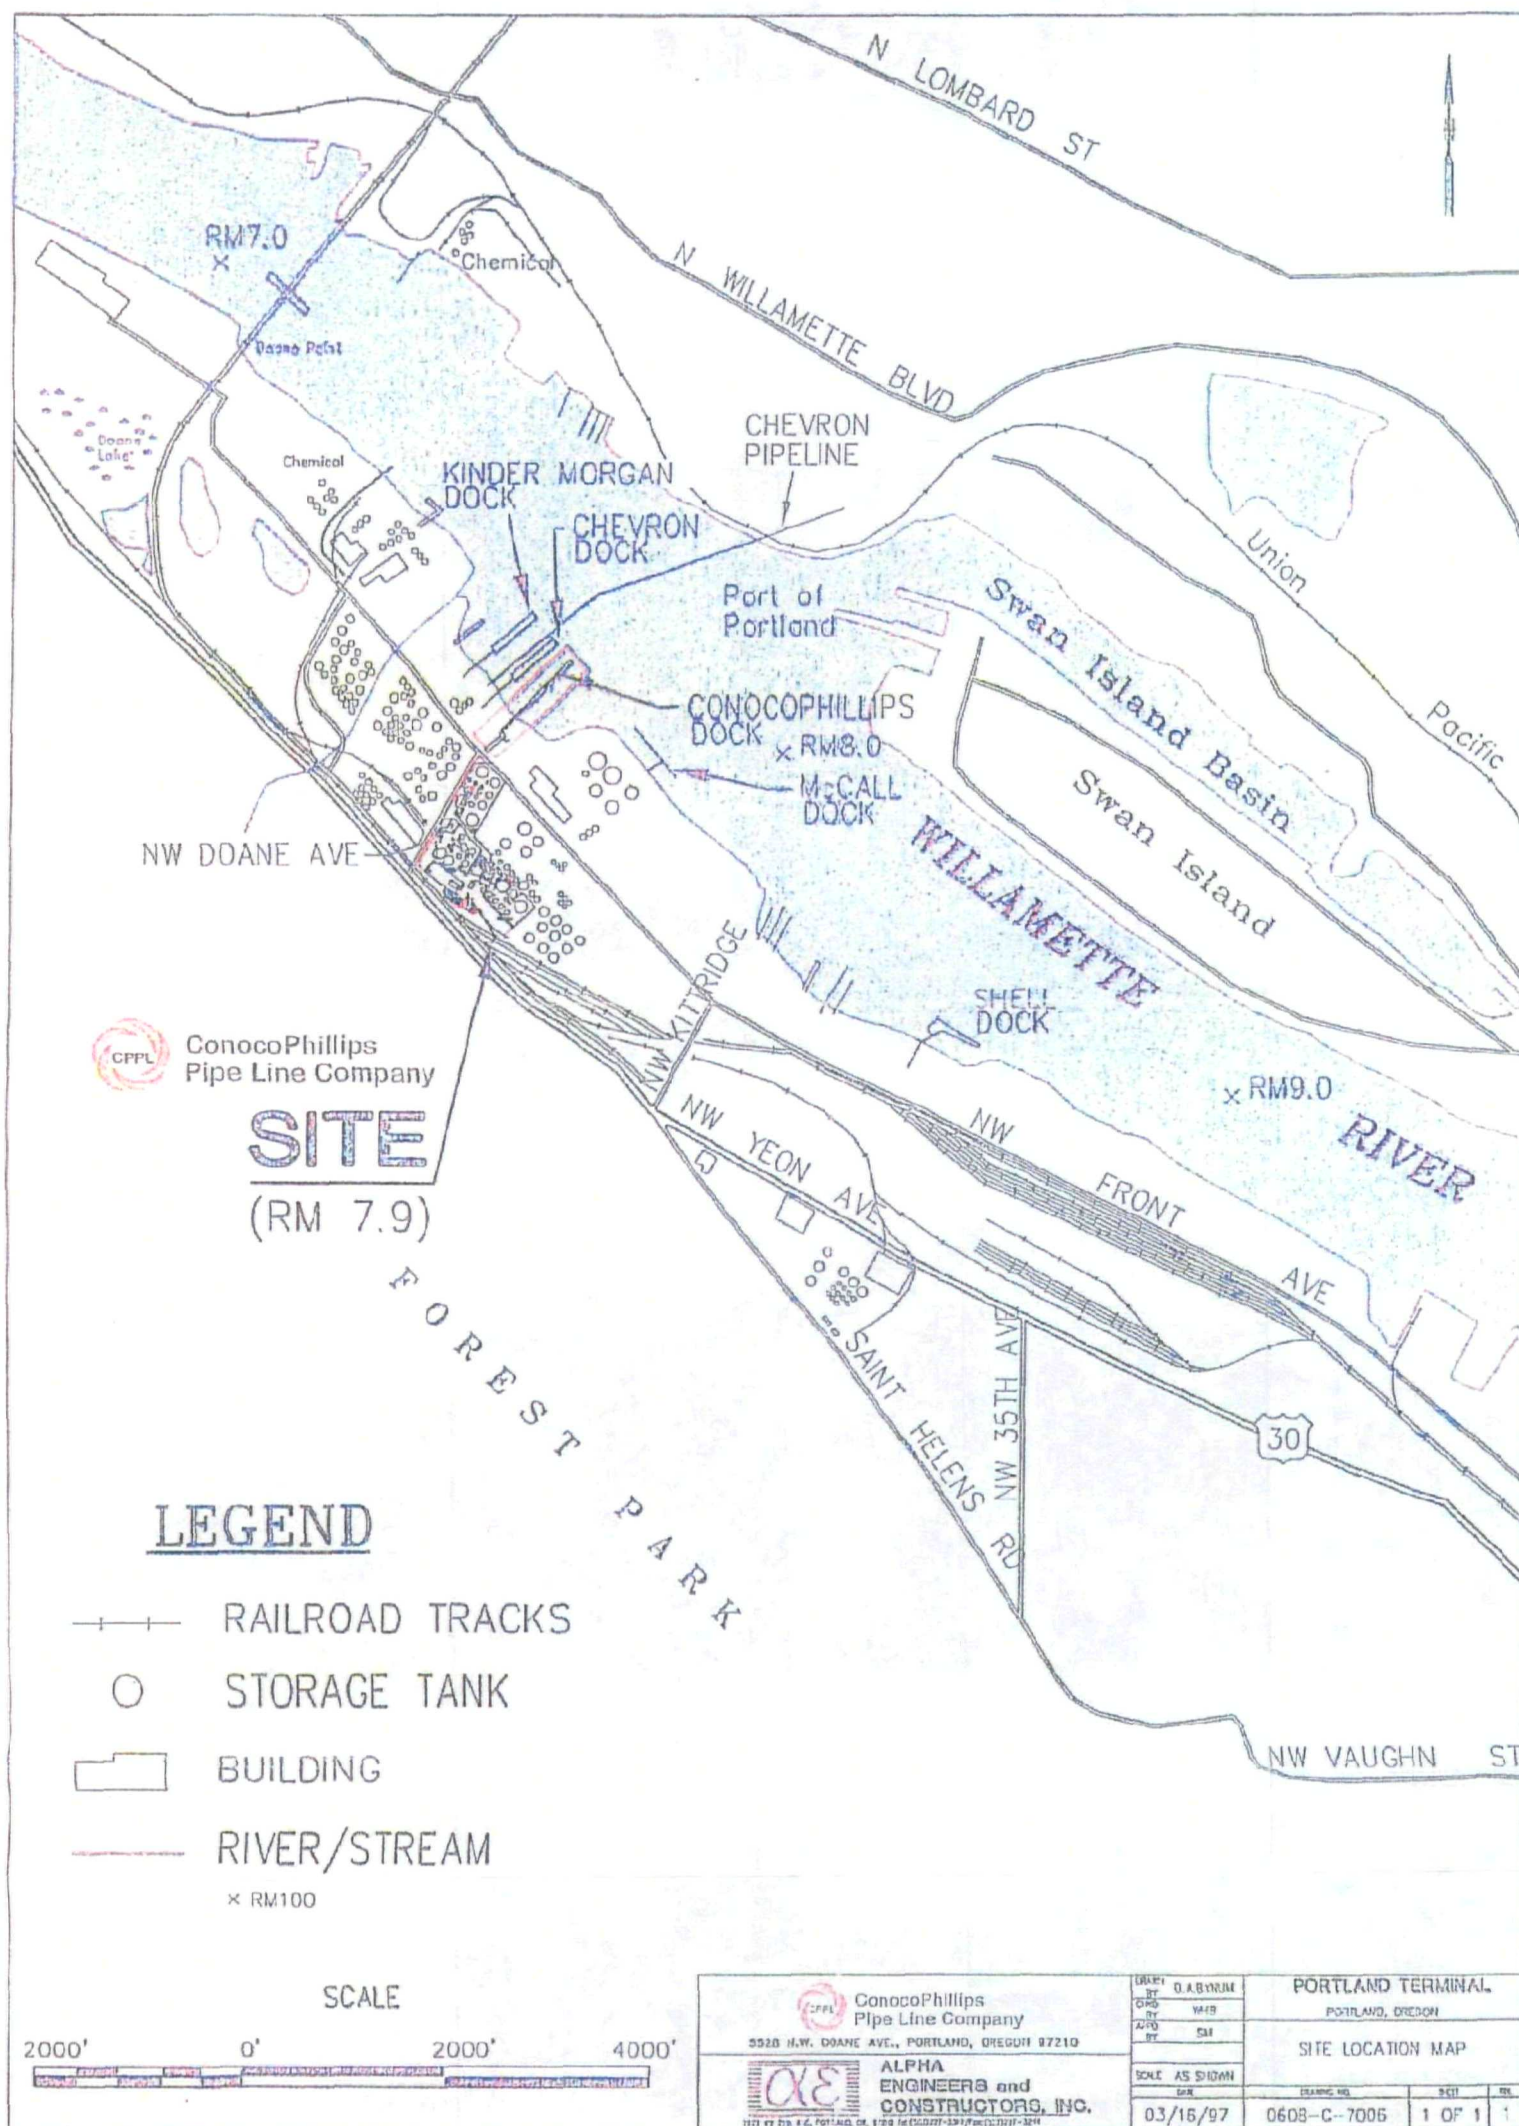 N LOMBARD ST
RM7.0
Chemical
N WILLAMETTE BLVD
Doane Point
Doane
Lake
Chemical
CHEVRON
PIPELINE
KINDER MORGAN
DOCK
CHEVRON
DOCK
Union
Pacific
Port of
Portland
Swan Island Basin
CONOCOPHILLIPS
DOCK
RM8.0
McCALL
DOCK
Swan Island
NW DOANE AVE
WILLAMETTE
RIVER
NW KITTRIDGE
SHELL
DOCK
CPPL
ConocoPhillips
Pipe Line Company
SITE
(RM 7.9)
RM9.0
NW YEON AVE
NW FRONT AVE
FOREST PARK
SAINT HELENS RD
NW 35TH AVE
30
LEGEND
RAILROAD TRACKS
STORAGE TANK
BUILDING
RIVER/STREAM
× RM100
NW VAUGHN ST
SCALE
2000' 0' 2000' 4000'
CPPL
ConocoPhillips
Pipe Line Company
5528 N.W. DOANE AVE., PORTLAND, OREGON 97210
ALPHA
ENGINEERS and
CONSTRUCTORS, INC.
D.A.BYNUM
SCALE AS SHOWN
DATE
03/16/97
PORTLAND TERMINAL
PORTLAND, OREGON
SITE LOCATION MAP
DRAWING NO.
0608-C-7006
1 OF 1
1